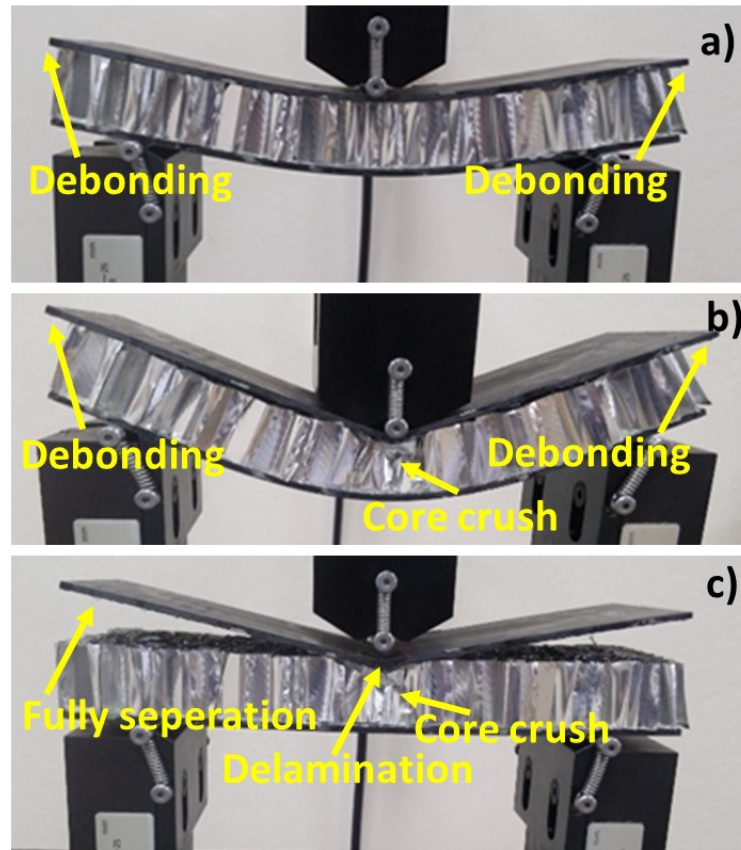 a)
Debonding
Debonding
b)
Debonding
Debonding
Core crush
c)
Fully seperation
Core crush
Delamination